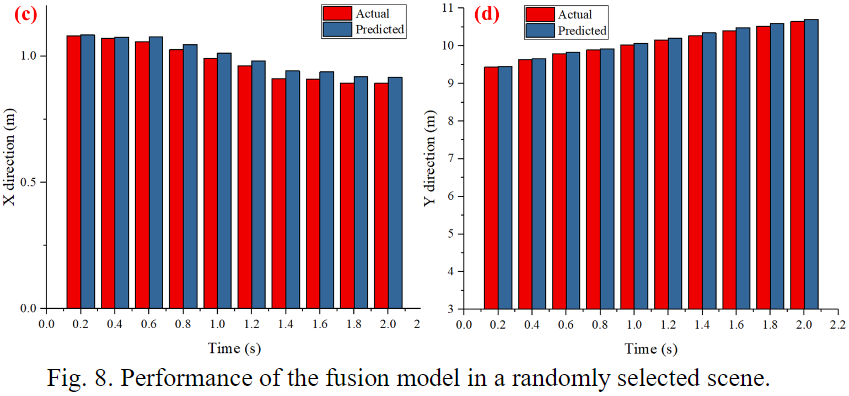 (c)
Actual
Predicted
1.0
0.5
0.0
X direction (m)
0.0 0.2 0.4 0.6 0.8 1.0 1.2 1.4 1.6 1.8 2.0 2
Time (s)
(d)
Actual
Predicted
11
10
9
8
7
6
5
4
3
Y direction (m)
0.0 0.2 0.4 0.6 0.8 1.0 1.2 1.4 1.6 1.8 2.0 2.2
Time (s)
Fig. 8. Performance of the fusion model in a randomly selected scene.